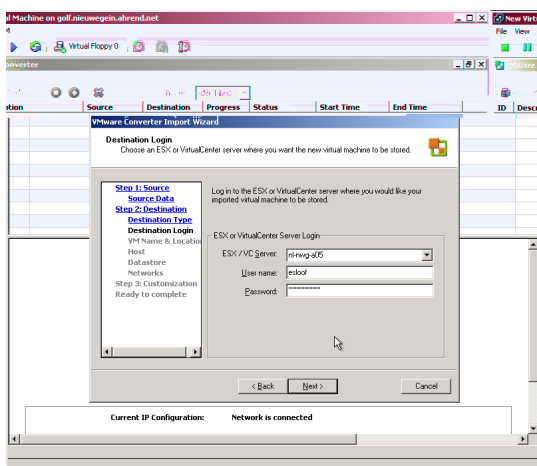 al Machine on golf.nieuwegein.ahrend.net
New Virt
File View
Virtual Floppy 0
onverter
Source Destination Progress Status Start Time End Time
ID Descr
VMware Converter Import Wizard
Destination Login
Choose an ESX or VirtualCenter server where you want the new virtual machine to be stored.
Step 1: Source
Source Data
Step 2: Destination
Destination Type
Destination Login
VM Name & Locatio
Host
Datastore
Networks
Step 3: Customization
Ready to complete
Log in to the ESX or VirtualCenter server where you would like your
imported virtual machine to be stored.
ESX or VirtualCenter Server Login
ESX / VC Server: nl-nwg-a05
User name: esloof
Password: ************
< Back Next > Cancel
Current IP Configuration: Network is connected